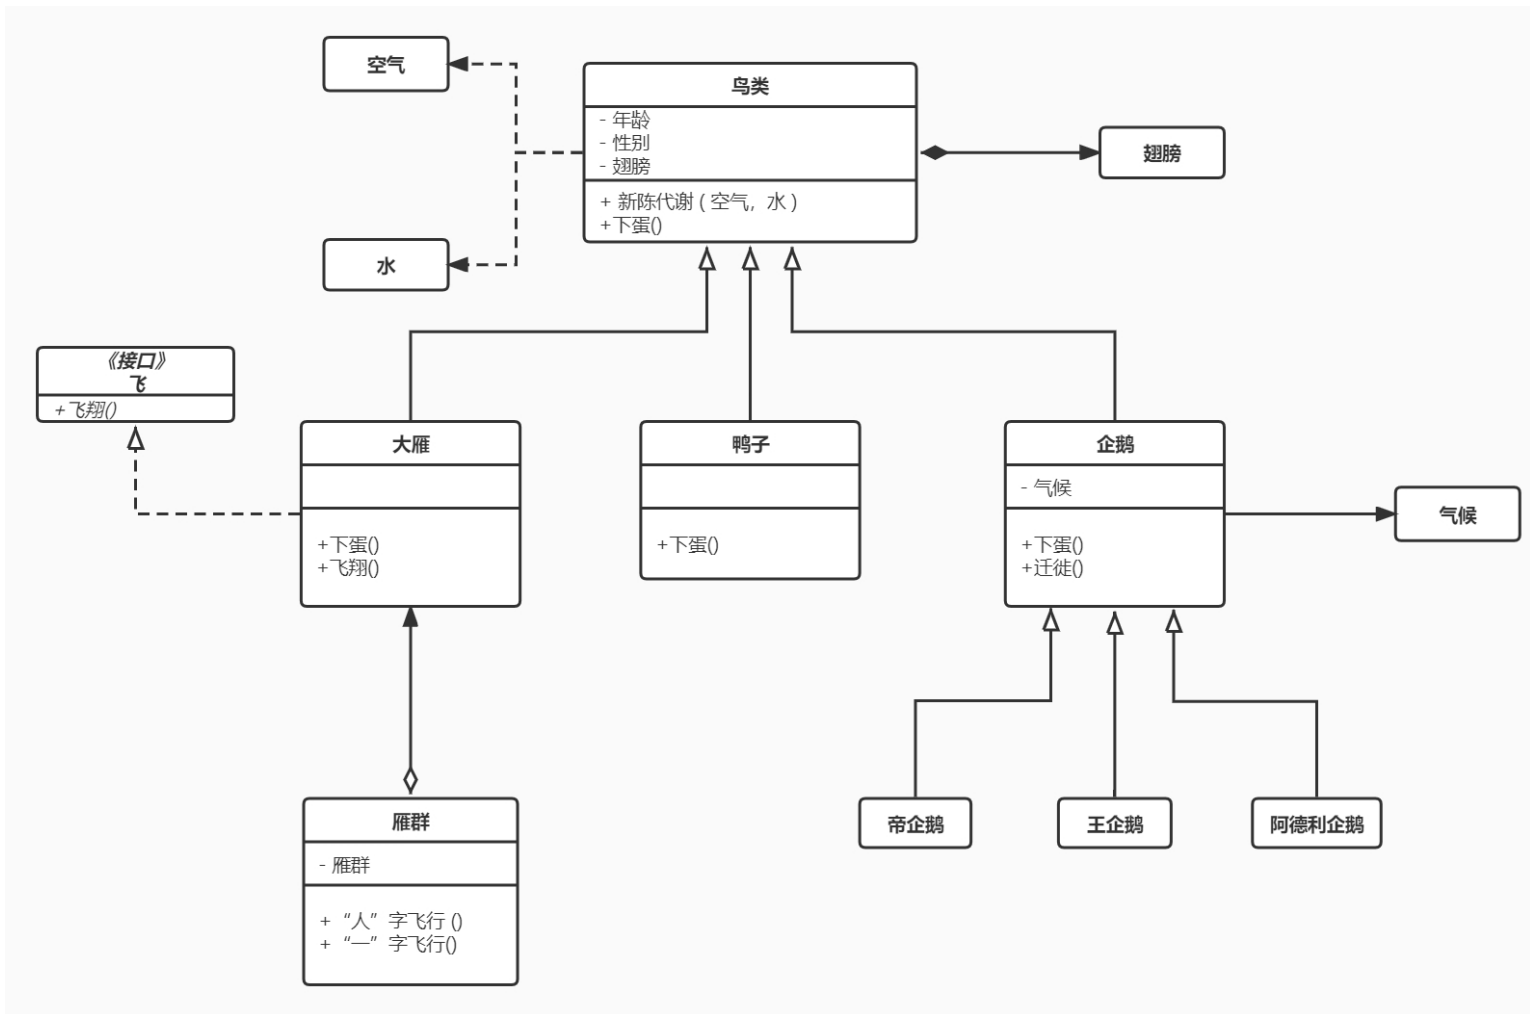 空气
鸟类
- 年龄
- 性别
- 翅膀
+ 新陈代谢 ( 空气，水 )
+下蛋()
翅膀
水
《接口》
飞
+飞翔()
大雁
+下蛋()
+飞翔()
鸭子
+下蛋()
企鹅
- 气候
+下蛋()
+迁徙()
气候
雁群
- 雁群
+ “人”字飞行 ()
+ “一”字飞行()
帝企鹅
王企鹅
阿德利企鹅